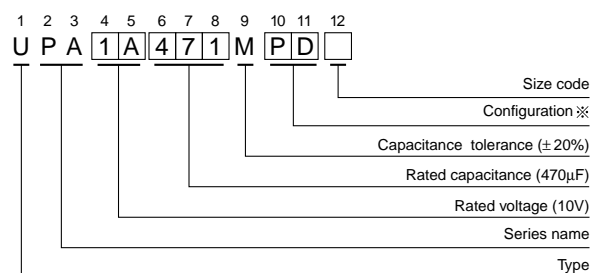 1 2 3 4 5 6 7 8 9 10 11 12
U P A 1 A 4 7 1 M P D
Size code
Configuration※
Capacitance tolerance (±20%)
Rated capacitance (470µF)
Rated voltage (10V)
Series name
Type